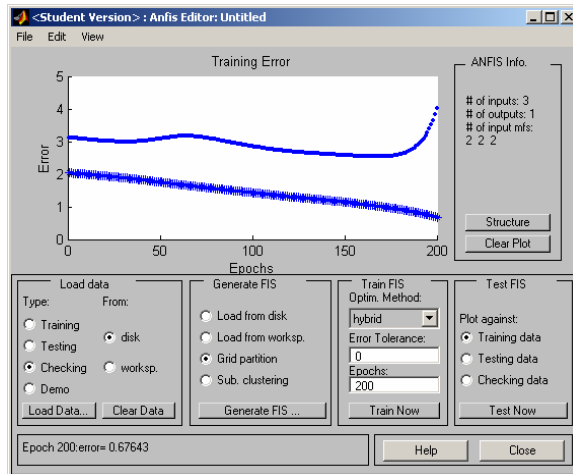 <Student Version> : Anfis Editor: Untitled
File Edit View
Training Error
5
4
3
2
1
0
Error
0 50 100 150 200
Epochs
ANFIS Info.
# of inputs: 3
# of outputs: 1
# of input mfs:
2 2 2
Structure
Clear Plot
Load data
Type: From:
Training
Testing
Checking
Demo
disk
worksp.
Load Data... Clear Data
Generate FIS
Load from disk
Load from worksp.
Grid partition
Sub. clustering
Generate FIS ...
Train FIS
Optim. Method:
hybrid
Error Tolerance:
0
Epochs:
200
Train Now
Test FIS
Plot against:
Training data
Testing data
Checking data
Test Now
Epoch 200:error= 0.67643
Help Close